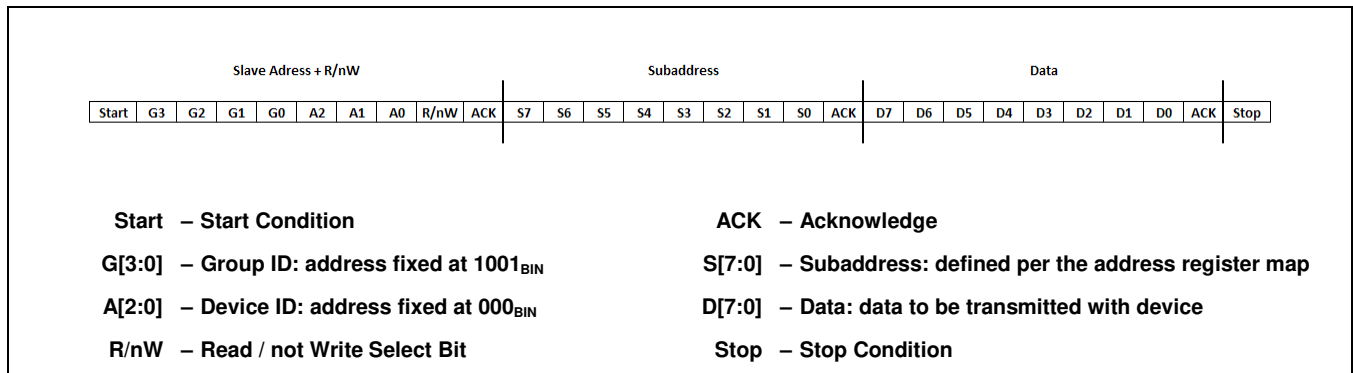 Slave Adress + R/nW Subaddress Data
Start G3 G2 G1 G0 A2 A1 A0 R/nW ACK S7 S6 S5 S4 S3 S2 S1 S0 ACK D7 D6 D5 D4 D3 D2 D1 D0 ACK Stop
Start – Start Condition ACK – Acknowledge
G[3:0] – Group ID: address fixed at 1001BIN S[7:0] – Subaddress: defined per the address register map
A[2:0] – Device ID: address fixed at 000BIN D[7:0] – Data: data to be transmitted with device
R/nW – Read / not Write Select Bit Stop – Stop Condition